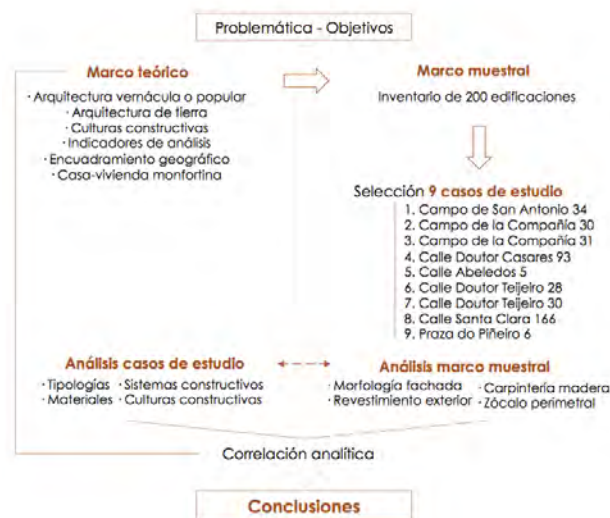 Problemática - Objetivos
Marco teórico
· Arquitectura vernácula o popular
· Arquitectura de tierra
· Culturas constructivas
· Indicadores de análisis
· Encuadramiento geográfico
· Casa-vivienda monfortina
Marco muestral
Inventario de 200 edificaciones
Selección 9 casos de estudio
1. Campo de San Antonio 34
2. Campo de la Compañía 30
3. Campo de la Compañía 31
4. Calle Doutor Casares 93
5. Calle Abeledos 5
6. Calle Doutor Teijeiro 28
7. Calle Doutor Teijeiro 30
8. Calle Santa Clara 166
9. Praza do Piñeiro 6
Análisis casos de estudio
· Tipologías · Sistemas constructivos
· Materiales · Culturas constructivas
Análisis marco muestral
· Morfología fachada · Carpintería madera
· Revestimiento exterior · Zócalo perimetral
Correlación analítica
Conclusiones